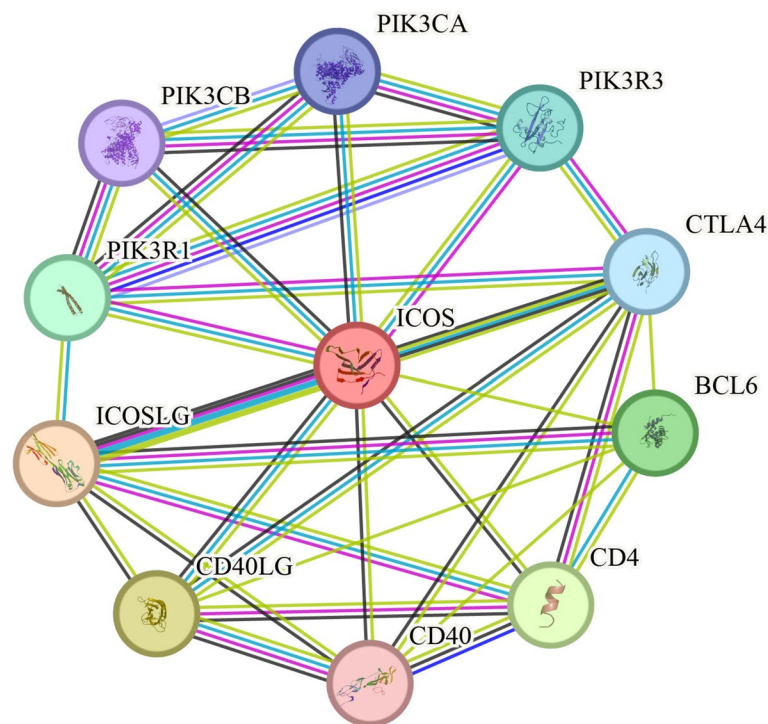 PIK3CA
PIK3CB
PIK3R3
CTLA4
PIK3R1
ICOS
BCL6
ICOSLG
CD4
CD40LG
CD40